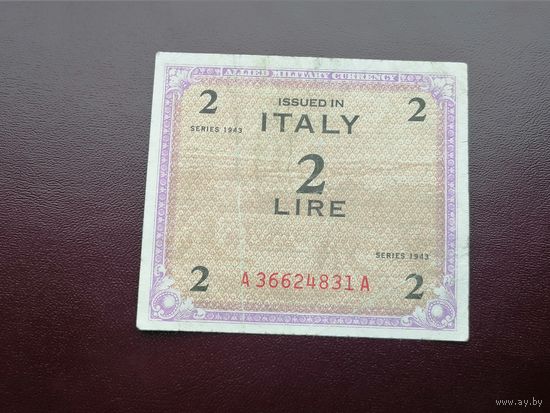 ALLIED MILITARY CURRENCY
2 ISSUED IN 2
SERIES 1943 ITALY
2
LIRE
SERIES 1943
2 A36624831A 2
www.ay.by